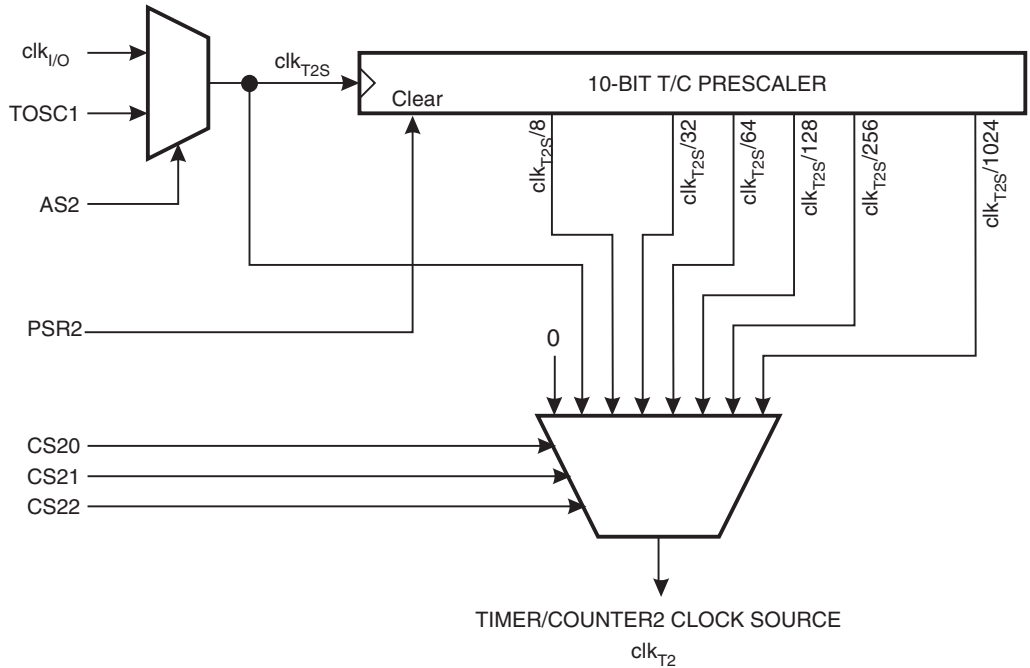 clkI/O
clkT2S
10-BIT T/C PRESCALER
TOSC1
Clear
clkT2S/8
clkT2S/32
clkT2S/64
clkT2S/128
clkT2S/256
clkT2S/1024
AS2
PSR2
0
CS20
CS21
CS22
TIMER/COUNTER2 CLOCK SOURCE
clkT2